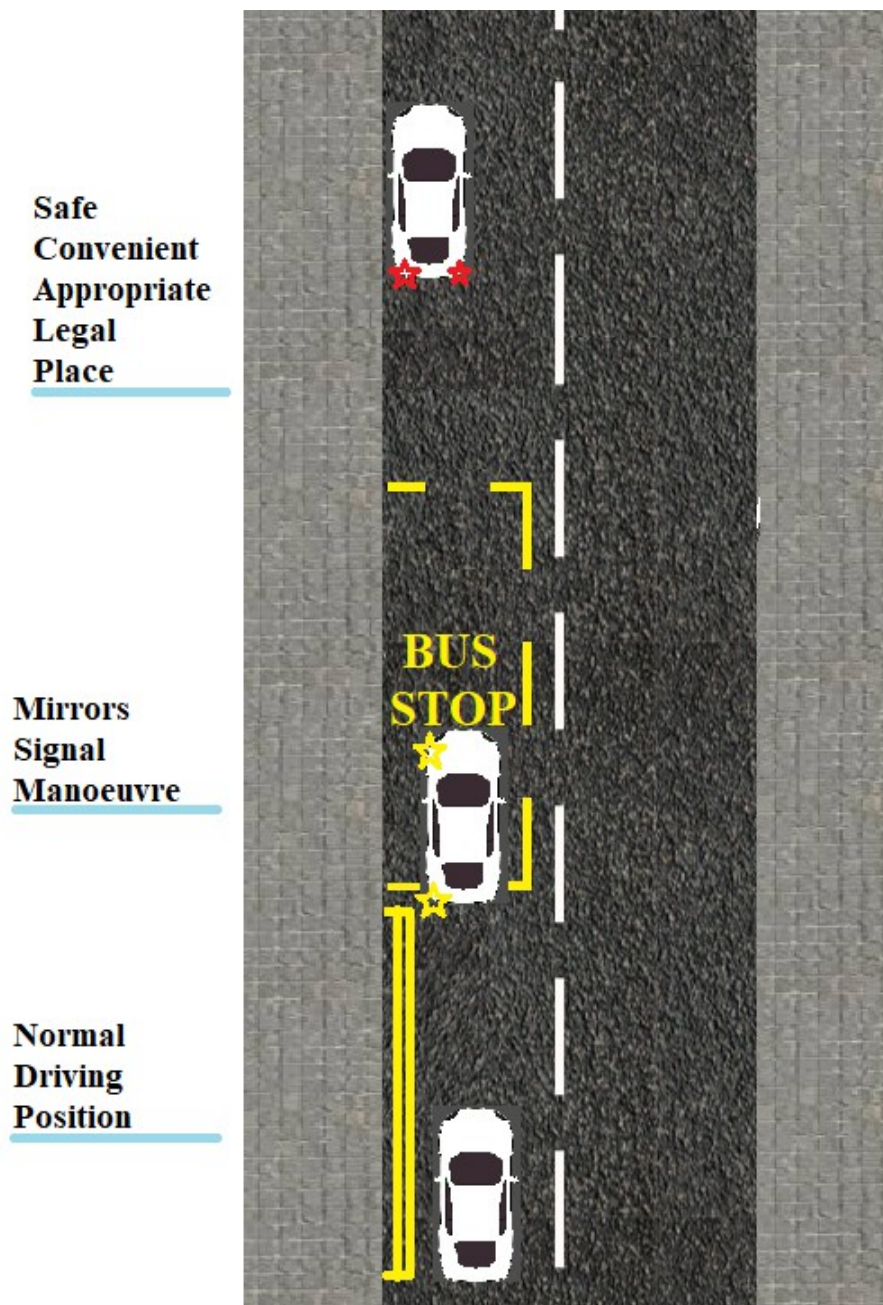 Safe
Convenient
Appropriate
Legal
Place
BUS
STOP
Mirrors
Signal
Manoeuvre
Normal
Driving
Position